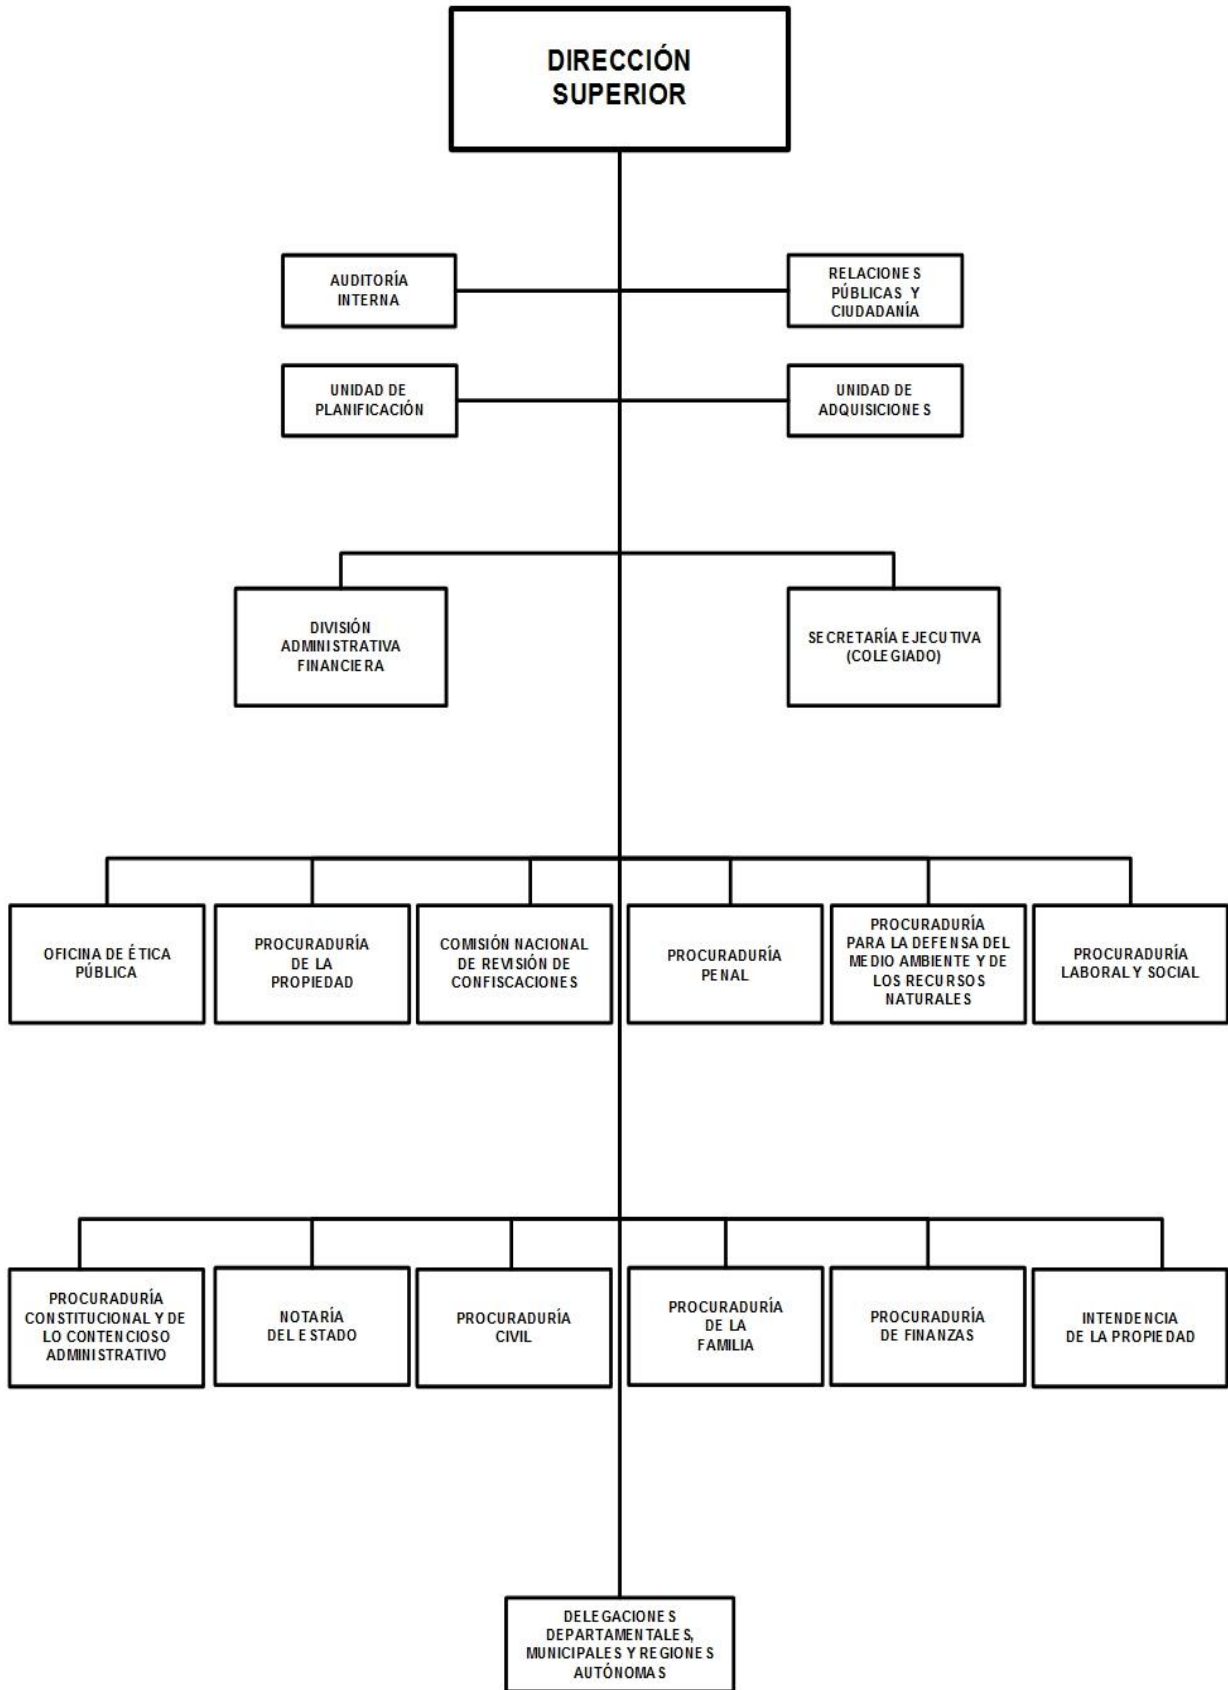 DIRECCIÓN
SUPERIOR
AUDITORÍA
INTERNA
RELACIONES
PÚBLICAS Y
CIUDADANÍA
UNIDAD DE
PLANIFICACIÓN
UNIDAD DE
ADQUISICIONES
DIVISIÓN
ADMINISTRATIVA
FINANCIERA
SECRETARÍA EJECUTIVA
(COLEGIADO)
OFICINA DE ÉTICA
PÚBLICA
PROCURADURÍA
DE LA
PROPIEDAD
COMISIÓN NACIONAL
DE REVISIÓN DE
CONFISCACIONES
PROCURADURÍA
PENAL
PROCURADURÍA
PARA LA DEFENSA DEL
MEDIO AMBIENTE Y DE
LOS RECURSOS
NATURALES
PROCURADURÍA
LABORAL Y SOCIAL
PROCURADURÍA
CONSTITUCIONAL Y DE
LO CONTENCIOSO
ADMINISTRATIVO
NOTARÍA
DEL ESTADO
PROCURADURÍA
CIVIL
PROCURADURÍA
DE LA
FAMILIA
PROCURADURÍA
DE FINANZAS
INTENDENCIA
DE LA PROPIEDAD
DELEGACIONES
DEPARTAMENTALES,
MUNICIPALES Y REGIONES
AUTÓNOMAS